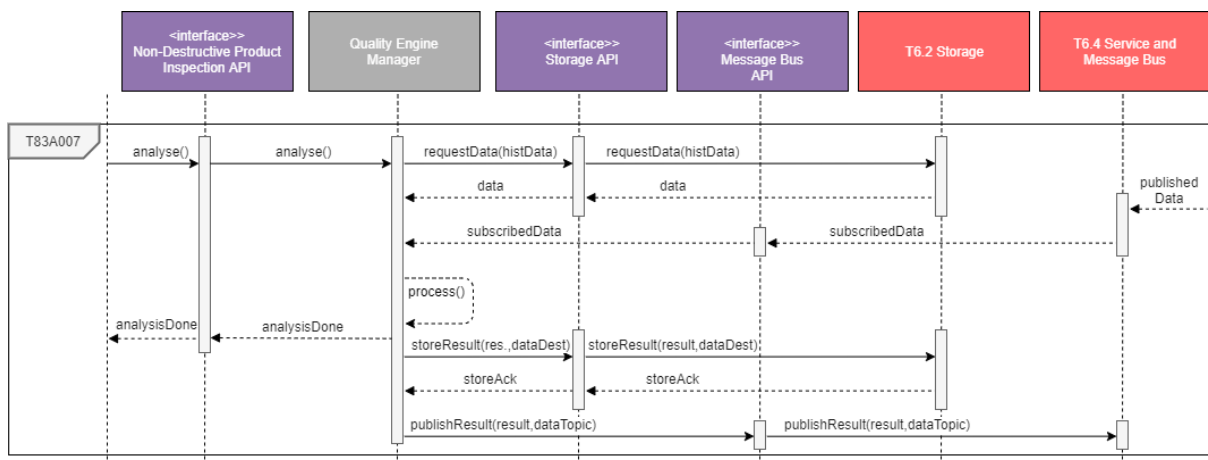 <interface>>
Non-Destructive Product
Inspection API
Quality Engine
Manager
<interface>>
Storage API
<interface>>
Message Bus
API
T6.2 Storage
T6.4 Service and
Message Bus
T83A007
analyse()
analyse()
requestData(histData)
requestData(histData)
data
data
published
Data
subscribedData
subscribedData
process()
analysisDone
analysisDone
storeResult(res.,dataDest)
storeResult(result,dataDest)
storeAck
storeAck
publishResult(result,dataTopic)
publishResult(result,dataTopic)